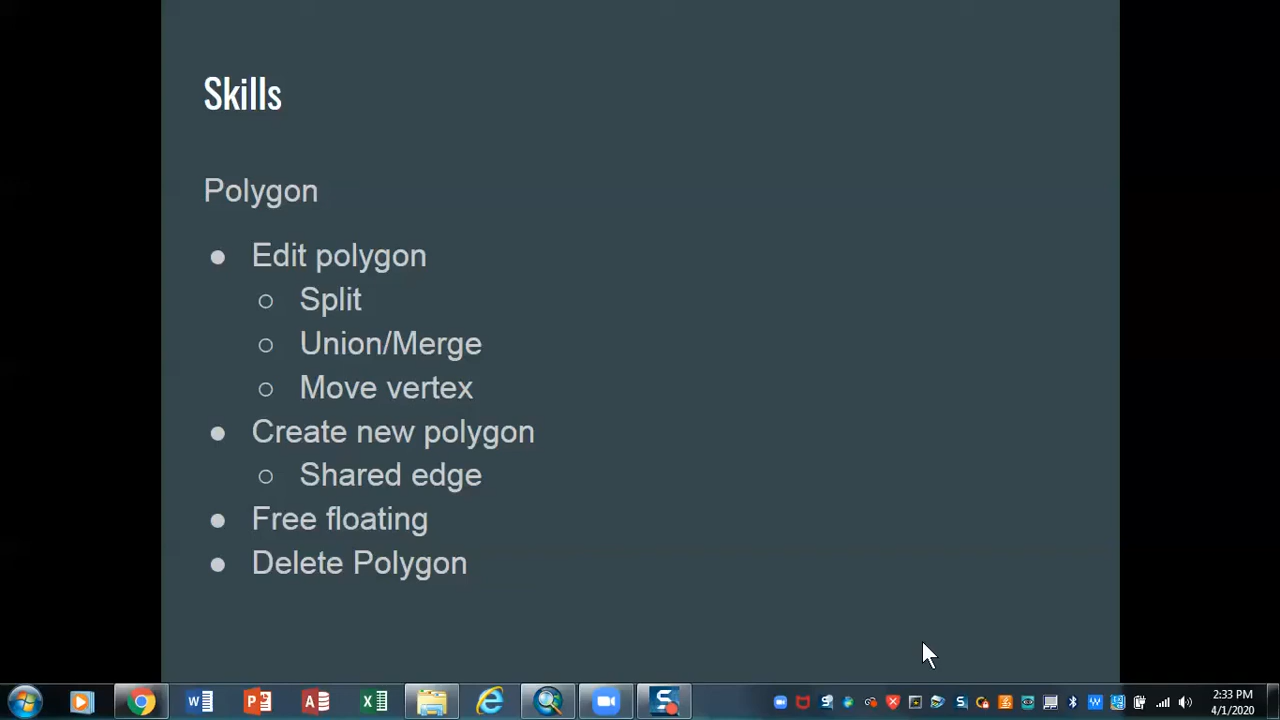 Skills
Polygon
● Edit polygon
○ Split
○ Union/Merge
○ Move vertex
● Create new polygon
○ Shared edge
● Free floating
● Delete Polygon
2:33 PM
4/1/2020